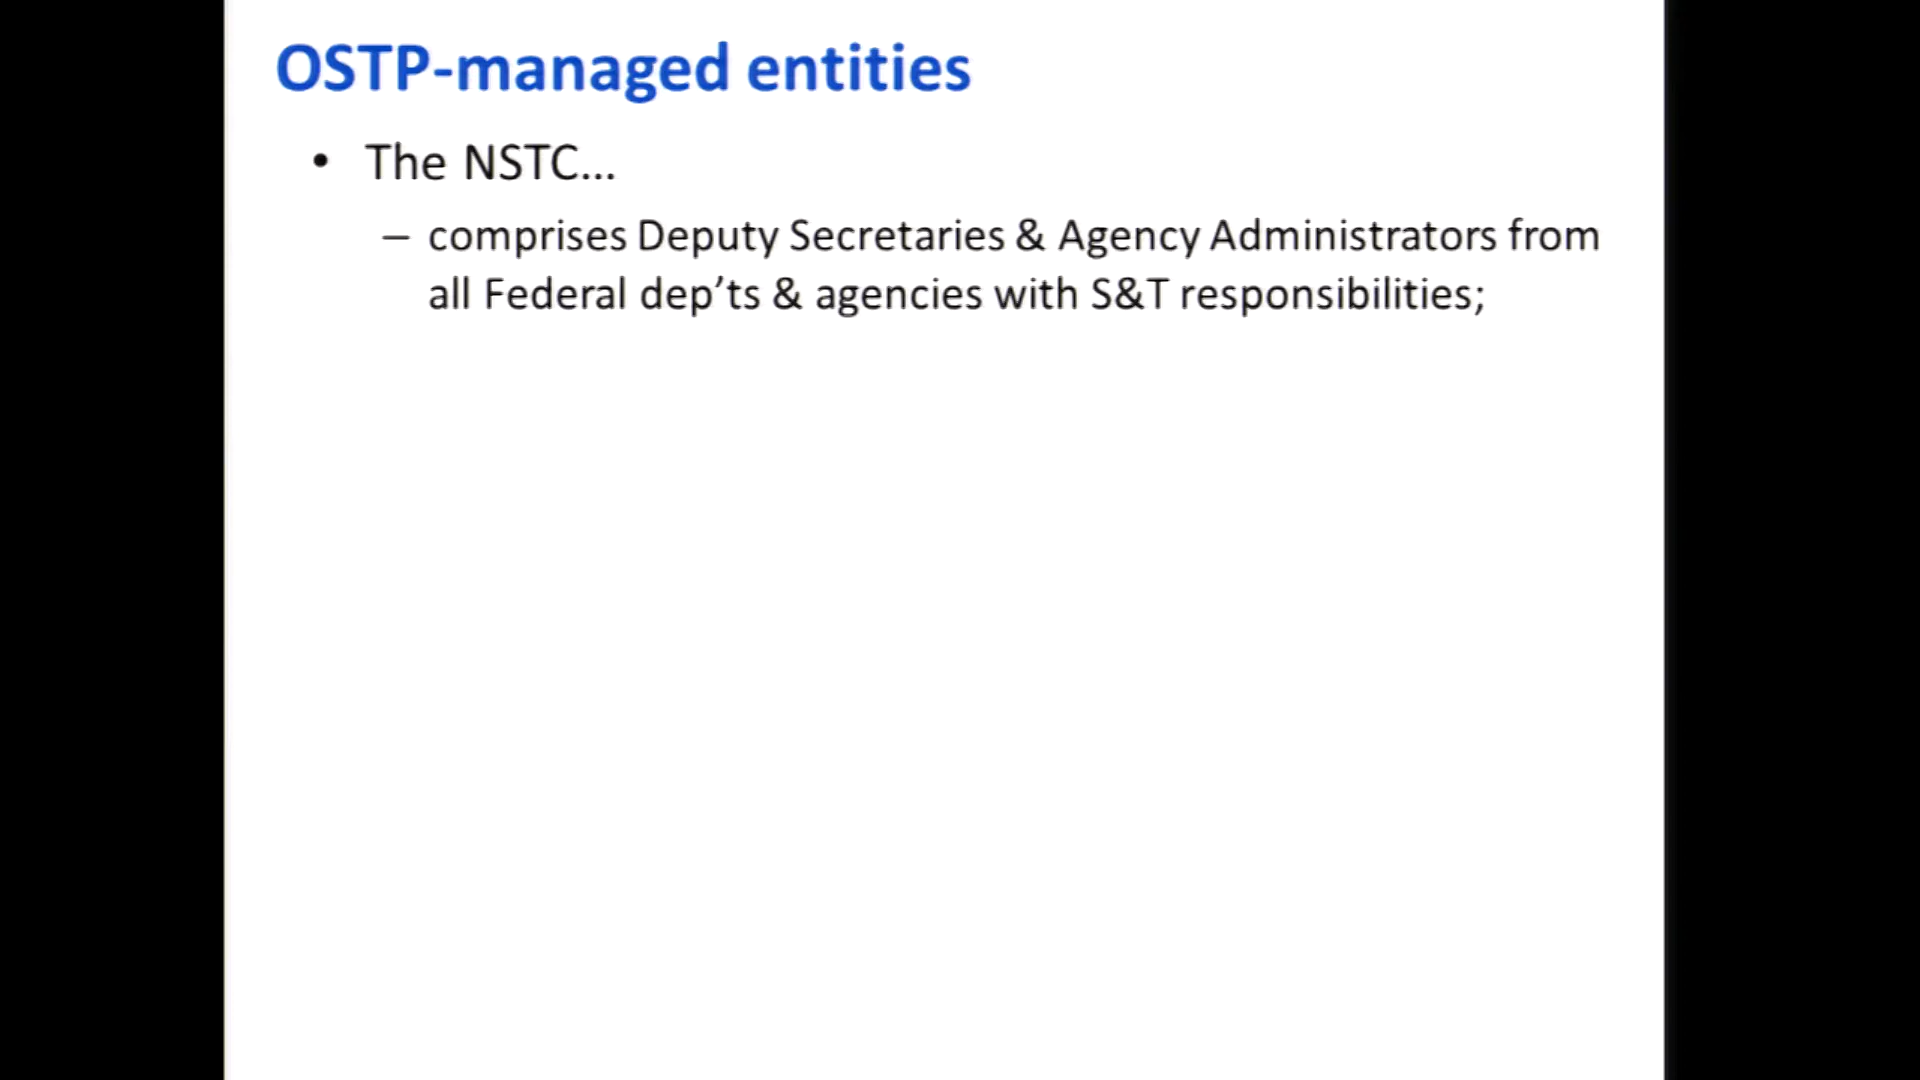 OSTP-managed entities
• The NSTC...
– comprises Deputy Secretaries & Agency Administrators from
all Federal dep’ts & agencies with S&T responsibilities;